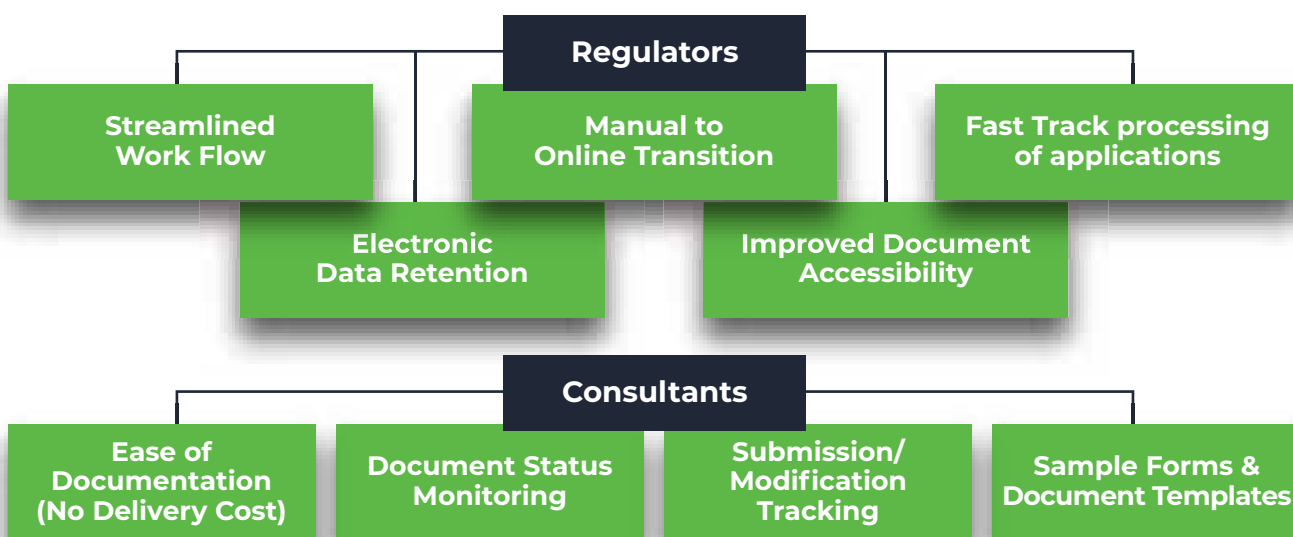 Regulators
Streamlined
Work Flow
Manual to
Online Transition
Fast Track processing
of applications
Electronic
Data Retention
Improved Document
Accessibility
Consultants
Ease of
Documentation
(No Delivery Cost)
Document Status
Monitoring
Submission/
Modification
Tracking
Sample Forms &
Document Templates